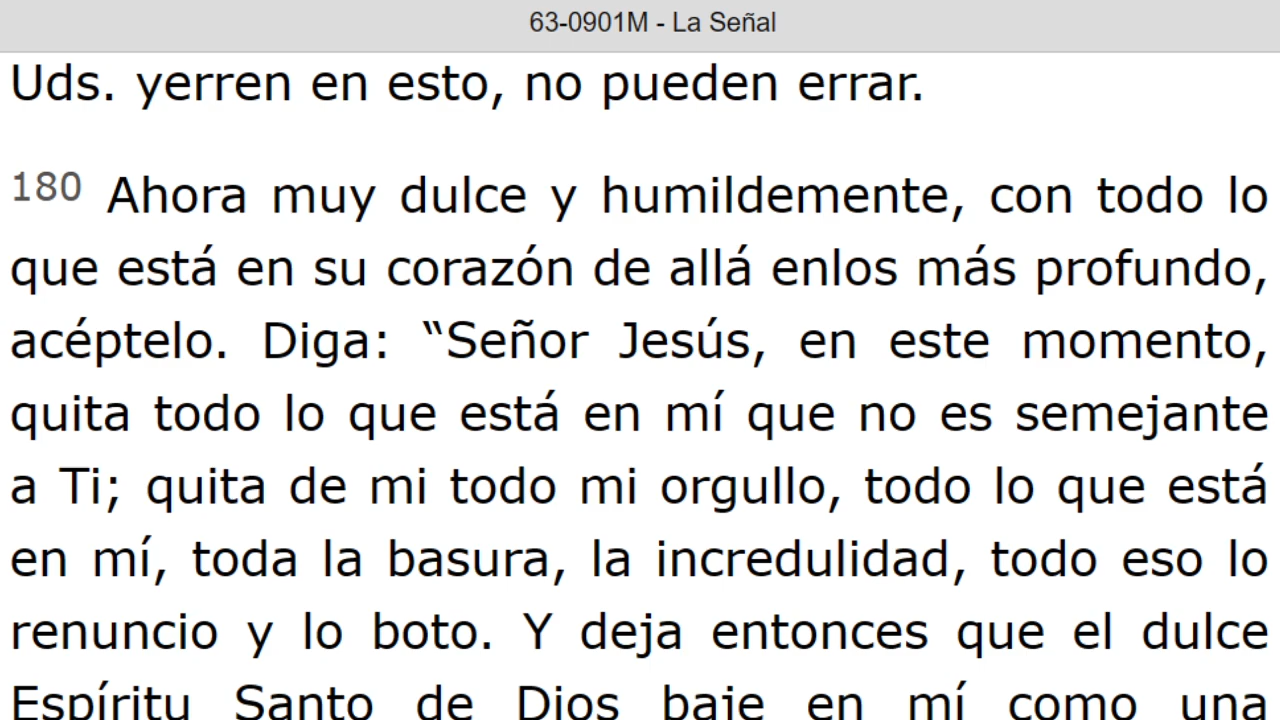 63-0901M - La Señal
Uds. yerren en esto, no pueden errar.
180 Ahora muy dulce y humildemente, con todo lo
que está en su corazón de allá enlos más profundo,
acéptelo. Diga: “Señor Jesús, en este momento,
quita todo lo que está en mí que no es semejante
a Ti; quita de mi todo mi orgullo, todo lo que está
en mí, toda la basura, la incredulidad, todo eso lo
renuncio y lo boto. Y deja entonces que el dulce
Espíritu Santo de Dios baje en mí como una